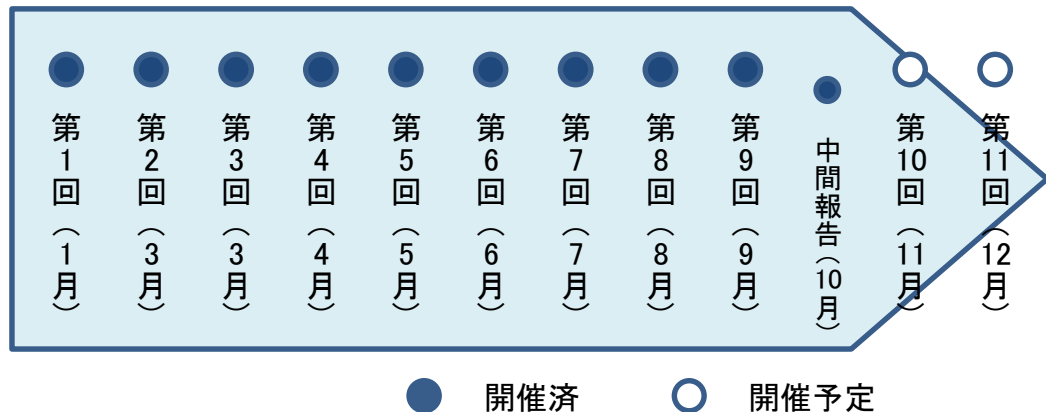 第1回（1月）
第2回（3月）
第3回（3月）
第4回（4月）
第5回（5月）
第6回（6月）
第7回（7月）
第8回（8月）
第9回（9月）
中間報告（10月）
第10回（11月）
第11回（12月）
開催済
開催予定